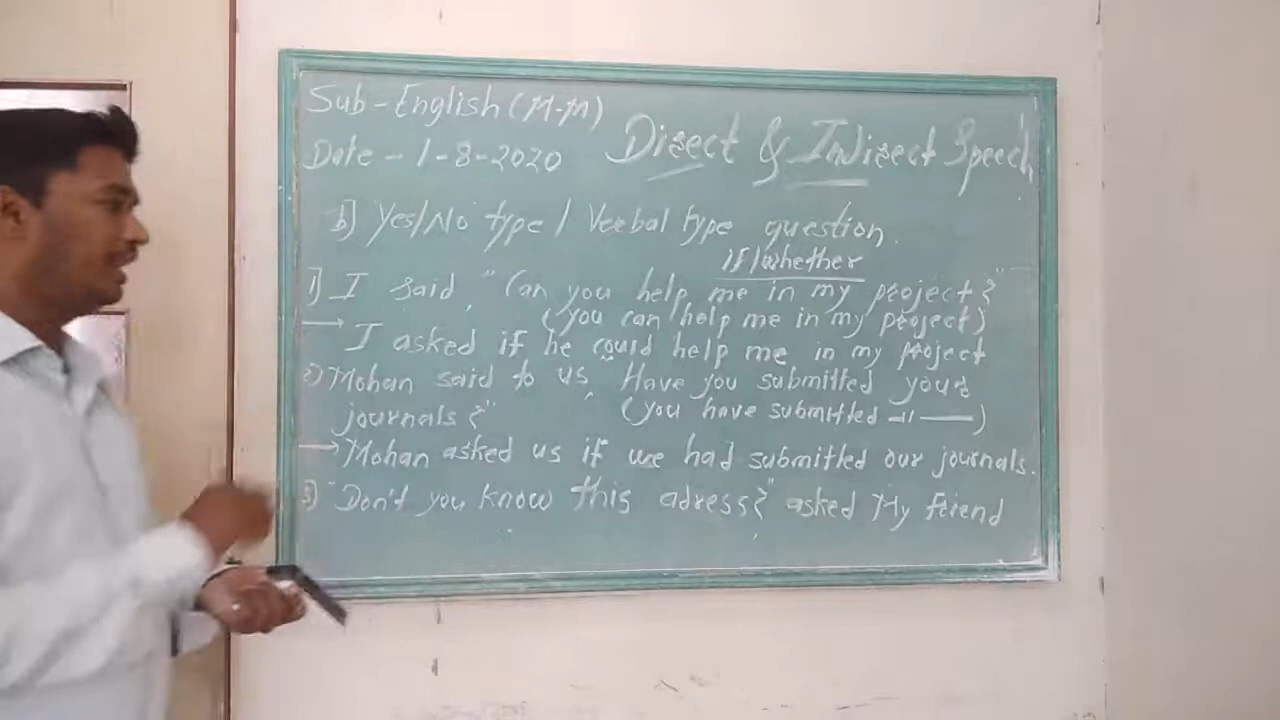 Sub-English (M-M)
Date - 1-8-2020
Direct & Indirect Speech
b] Yes/No type / Verbal type question.
if/whether
1] I said, "Can you help me in my project?"
(you can help me in my project)
→ I asked if he could help me in my project
2) Mohan said to us, "Have you submitted your
journals?" (you have submitted -"-)
→ Mohan asked us if we had submitted our journals.
3) "Don't you know this adress?" asked My friend